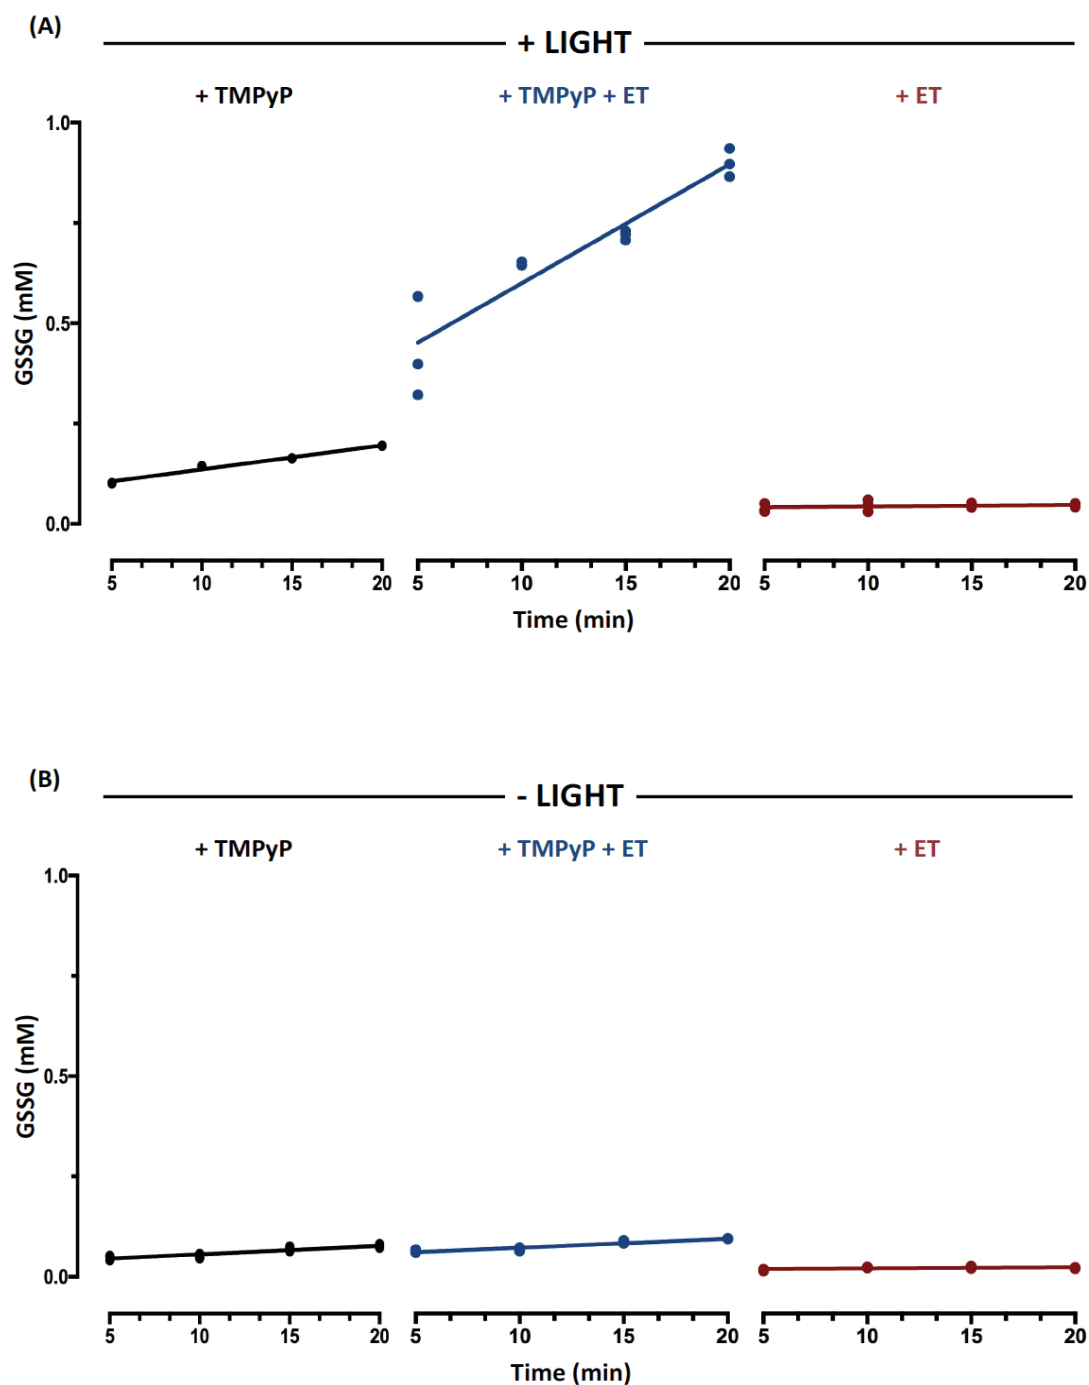 (A)
+ LIGHT
+ TMPyP + TMPyP + ET + ET
1.0
0.5
0.0
GSSG (mM)
5 10 15 20 5 10 15 20 5 10 15 20
Time (min)
(B)
- LIGHT
+ TMPyP + TMPyP + ET + ET
1.0
0.5
0.0
GSSG (mM)
5 10 15 20 5 10 15 20 5 10 15 20
Time (min)